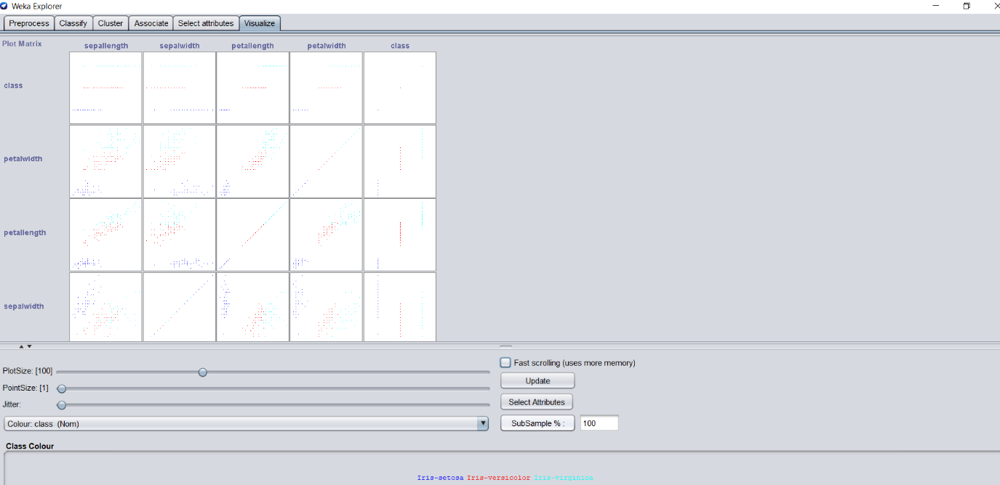 Weka Explorer
Preprocess Classify Cluster Associate Select attributes Visualize
Plot Matrix sepallength sepalwidth petallength petalwidth class
class
petalwidth
petallength
sepalwidth
PlotSize: [100]
PointSize: [1]
Jitter:
Colour: class (Nom)
Fast scrolling (uses more memory)
Update
Select Attributes
SubSample % : 100
Class Colour
Iris-setosa Iris-versicolor Iris-virginica